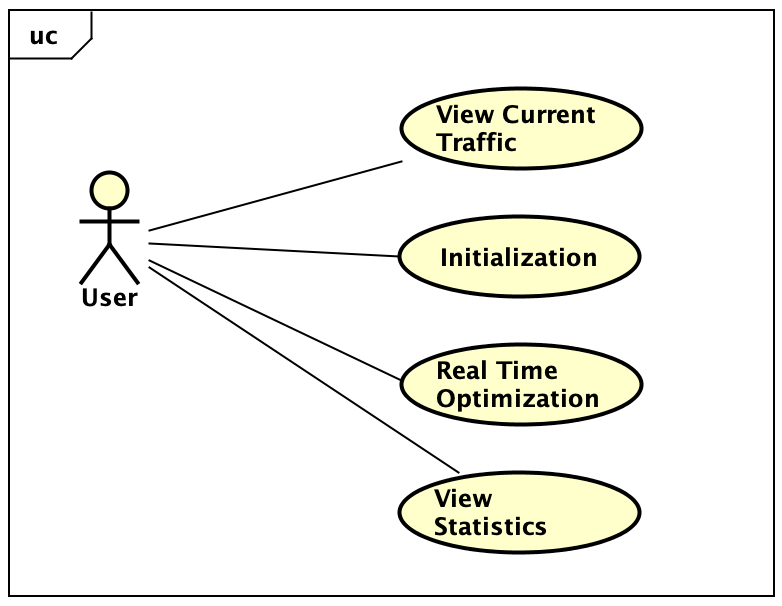 uc
View Current
Traffic
Initialization
User
Real Time
Optimization
View
Statistics